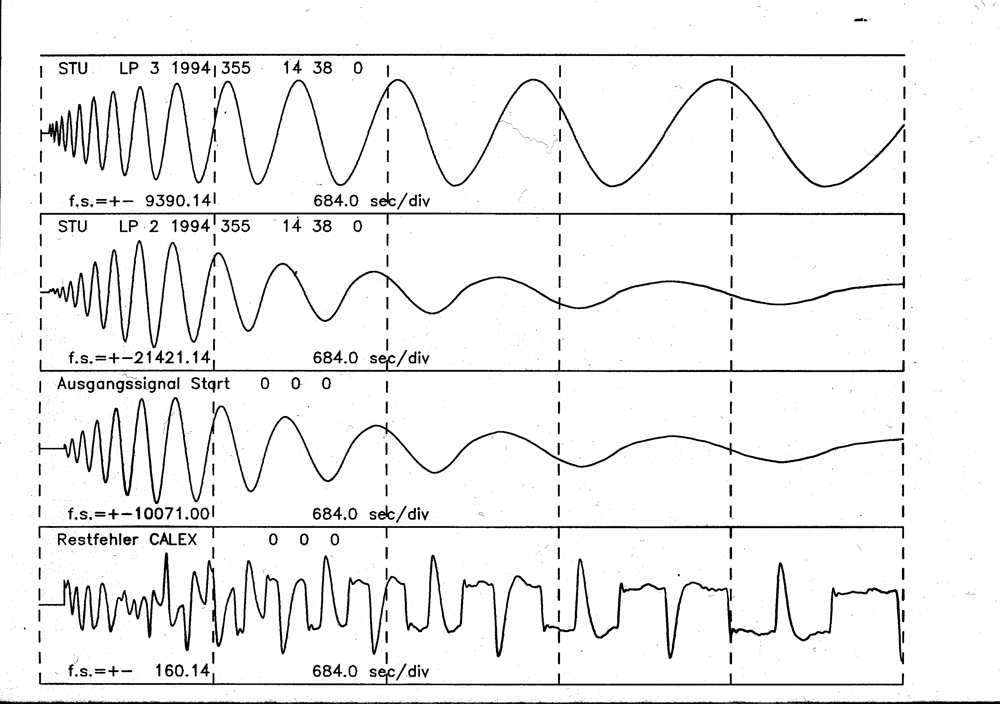 STU LP 3 1994 355 14 38 0
f.s.=+- 9390.14 684.0 sec/div
STU LP 2 1994 355 14 38 0
f.s.=+-21421.14 684.0 sec/div
Ausgangssignal Start 0 0 0
f.s.=+-10071.00 684.0 sec/div
Restfehler CALEX 0 0 0
f.s.=+- 160.14 684.0 sec/div